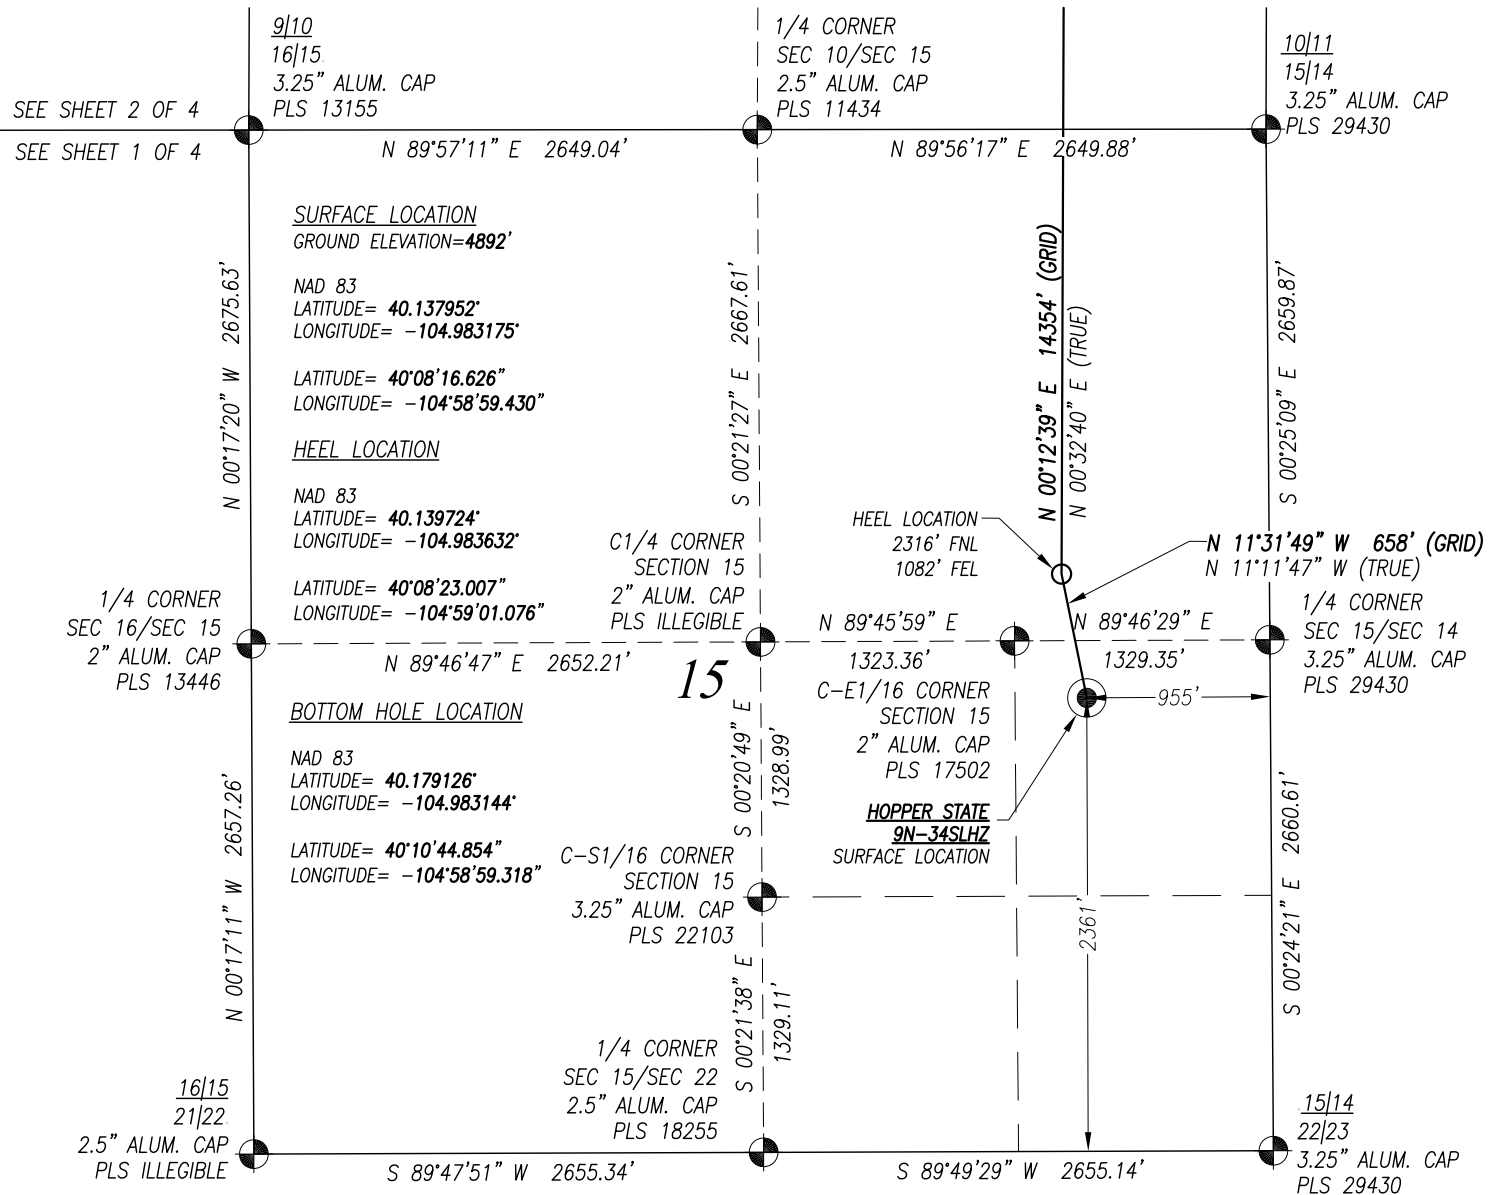 9|10
16|15
3.25" ALUM. CAP
PLS 13155
1/4 CORNER
SEC 10/SEC 15
2.5" ALUM. CAP
PLS 11434
10|11
15|14
3.25" ALUM. CAP
PLS 29430
SEE SHEET 2 OF 4
SEE SHEET 1 OF 4
N 89°57'11" E 2649.04'
N 89°56'17" E 2649.88'
SURFACE LOCATION
GROUND ELEVATION=4892'
NAD 83
LATITUDE= 40.137952°
LONGITUDE= -104.983175°
LATITUDE= 40°08'16.626"
LONGITUDE= -104°58'59.430"
HEEL LOCATION
NAD 83
LATITUDE= 40.139724°
LONGITUDE= -104.983632°
LATITUDE= 40°08'23.007"
LONGITUDE= -104°59'01.076"
N 00°17'20" W 2675.63'
S 00°21'27" E 2667.61'
N 00°12'39" E 14354' (GRID)
N 00°32'40" E (TRUE)
S 00°25'09" E 2659.87'
HEEL LOCATION
2316' FNL
1082' FEL
N 11°31'49" W 658' (GRID)
N 11°11'47" W (TRUE)
C1/4 CORNER
SECTION 15
2" ALUM. CAP
PLS ILLEGIBLE
1/4 CORNER
SEC 16/SEC 15
2" ALUM. CAP
PLS 13446
N 89°45'59" E
1323.36'
N 89°46'29" E
1329.35'
1/4 CORNER
SEC 15/SEC 14
3.25" ALUM. CAP
PLS 29430
N 89°46'47" E 2652.21'
15
C-E1/16 CORNER
SECTION 15
2" ALUM. CAP
PLS 17502
955'
BOTTOM HOLE LOCATION
NAD 83
LATITUDE= 40.179126°
LONGITUDE= -104.983144°
LATITUDE= 40°10'44.854"
LONGITUDE= -104°58'59.318"
S 00°20'49" E
1328.99'
HOPPER STATE
9N-34SLHZ
SURFACE LOCATION
N 00°17'11" W 2657.26'
C-S1/16 CORNER
SECTION 15
3.25" ALUM. CAP
PLS 22103
2361'
S 00°24'21" E 2660.61'
S 00°21'38" E
1329.11'
1/4 CORNER
SEC 15/SEC 22
2.5" ALUM. CAP
PLS 18255
16|15
21|22
2.5" ALUM. CAP
PLS ILLEGIBLE
15|14
22|23
3.25" ALUM. CAP
PLS 29430
S 89°47'51" W 2655.34'
S 89°49'29" W 2655.14'